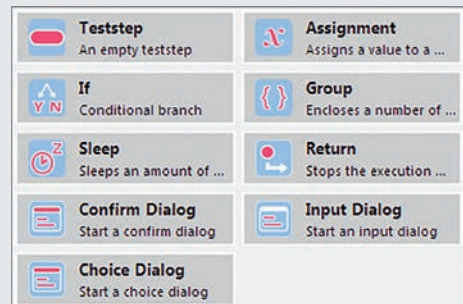 Teststep
An empty teststep
Assignment
Assigns a value to a ...
If
Conditional branch
Group
Encloses a number of ...
Sleep
Sleeps an amount of ...
Return
Stops the execution ...
Confirm Dialog
Start a confirm dialog
Input Dialog
Start an input dialog
Choice Dialog
Start a choice dialog
x
Y N
{ }
Z